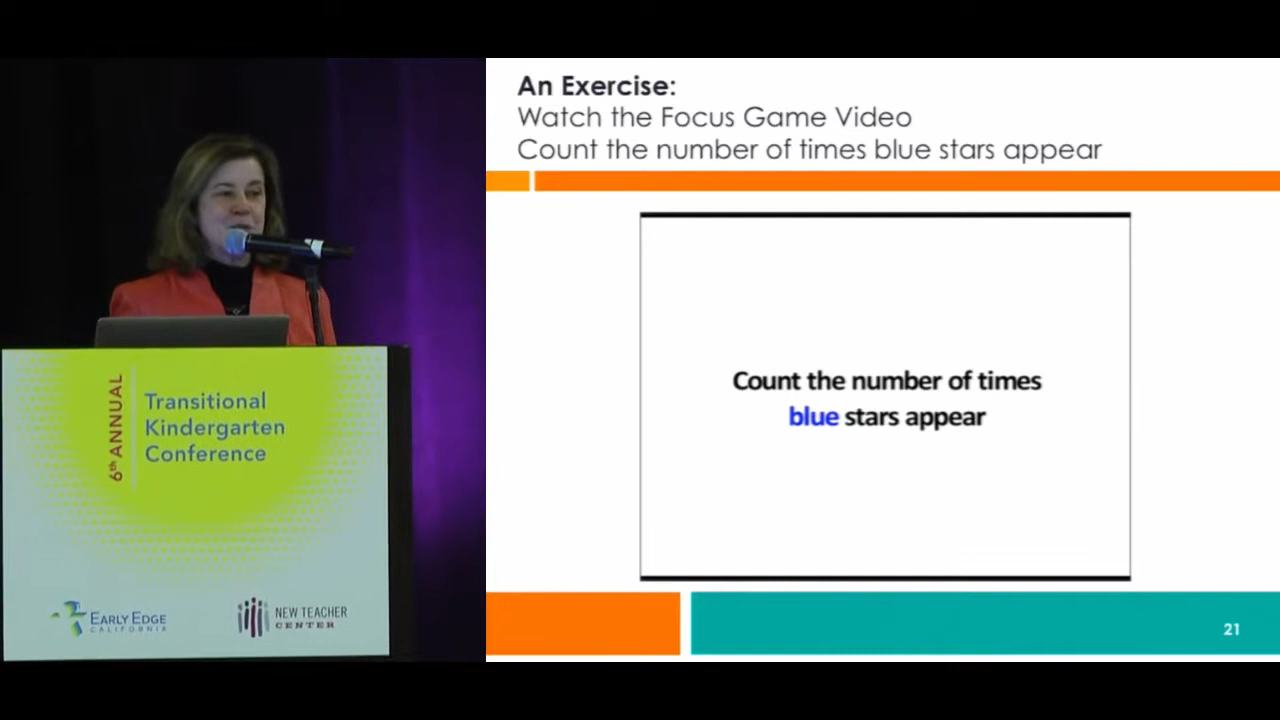 6th ANNUAL
Transitional
Kindergarten
Conference
EARLY EDGE
CALIFORNIA
NEW TEACHER
CENTER
An Exercise:
Watch the Focus Game Video
Count the number of times blue stars appear
Count the number of times
blue stars appear
21